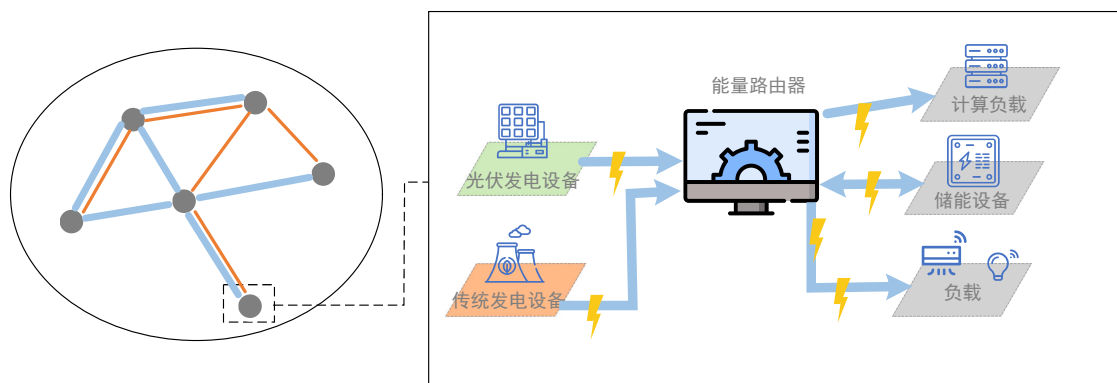 能量路由器
计算负载
光伏发电设备
储能设备
传统发电设备
负载